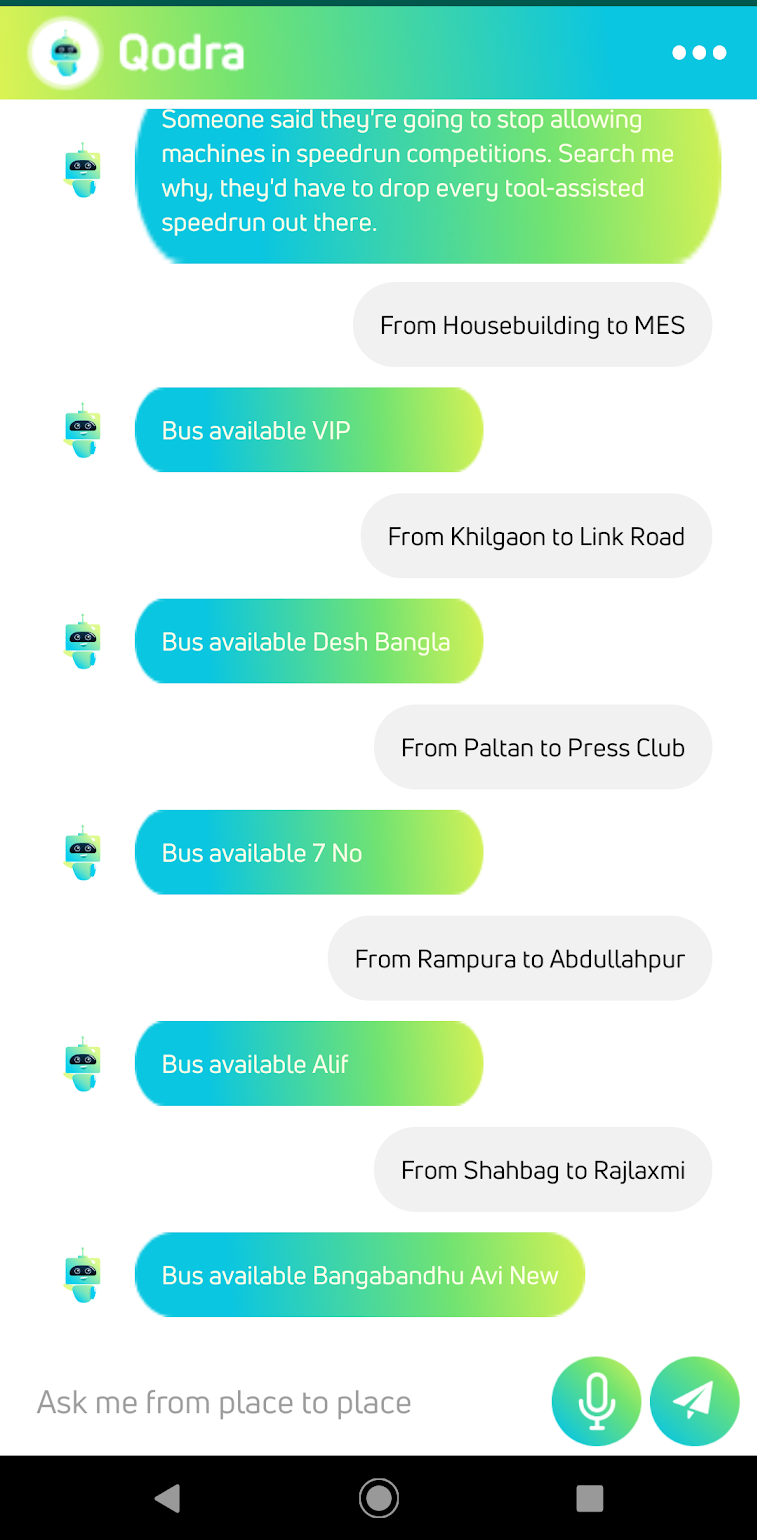 Qodra
Someone said they're going to stop allowing
machines in speedrun competitions. Search me
why, they'd have to drop every tool-assisted
speedrun out there.
From Housebuilding to MES
Bus available VIP
From Khilgaon to Link Road
Bus available Desh Bangla
From Paltan to Press Club
Bus available 7 No
From Rampura to Abdullahpur
Bus available Alif
From Shahbag to Rajlaxmi
Bus available Bangabandhu Avi New
Ask me from place to place